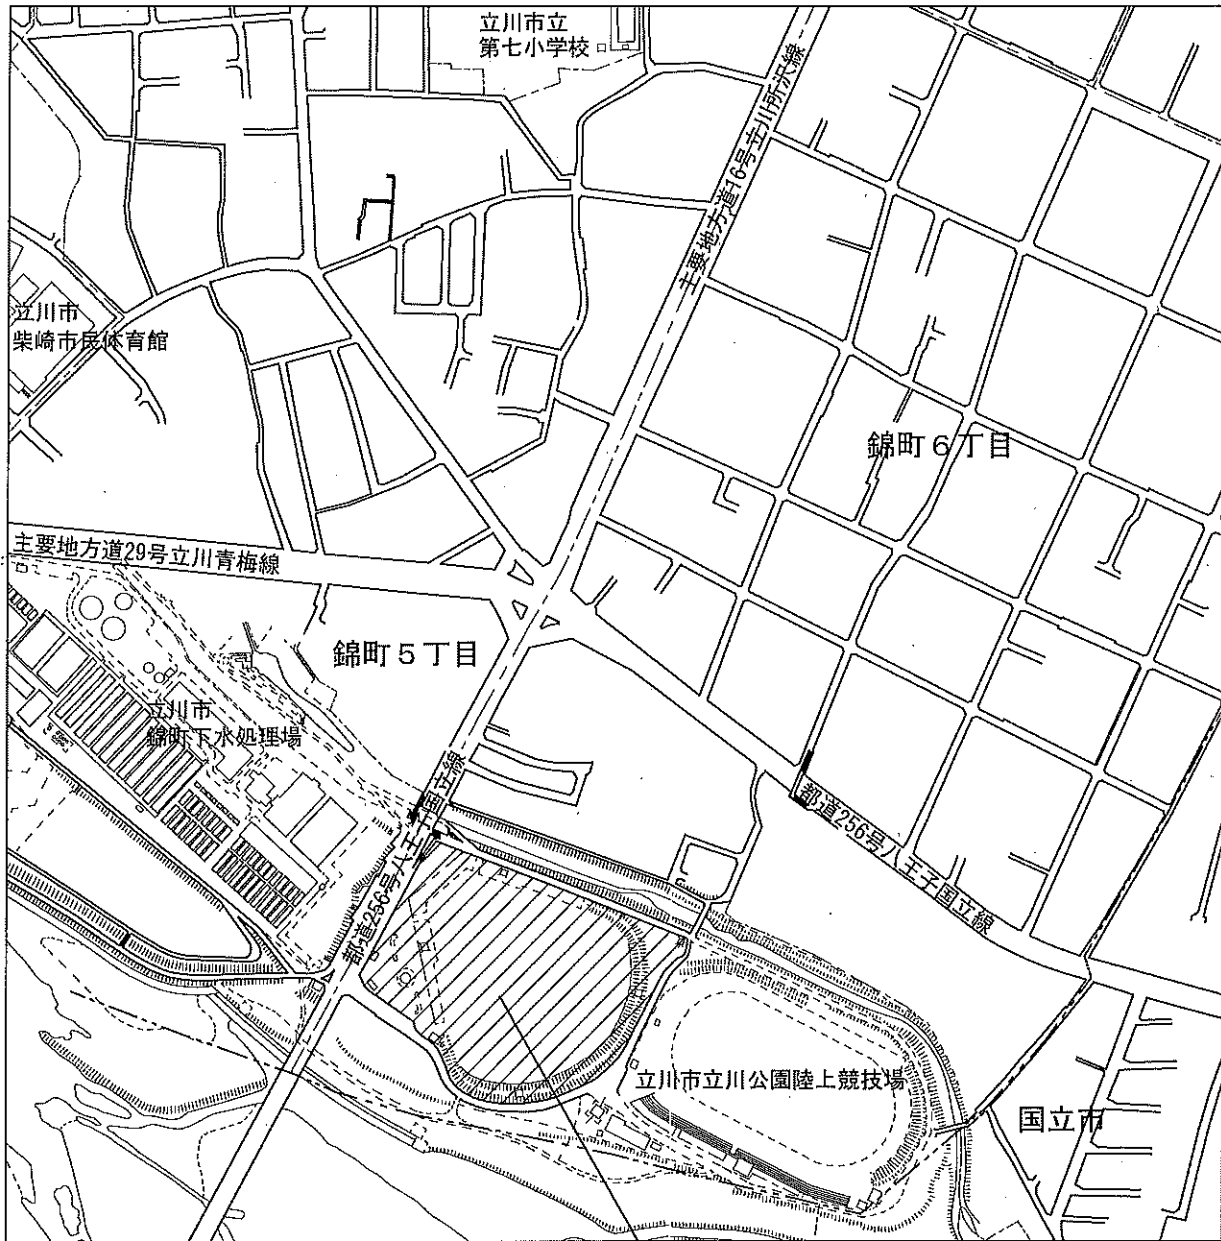 立川市立
第七小学校
主要地方道16号立川所沢線
立川市
柴崎市民体育館
錦町6丁目
主要地方道29号立川青梅線
錦町5丁目
立川市
錦町下水処理場
都道256号八王子国立線
都道256号八王子国立線
立川市立川公園陸上競技場
国立市